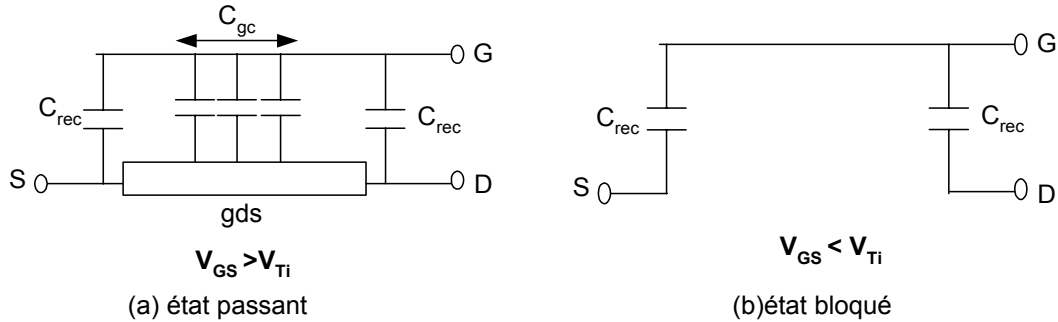 C_gc
G
C_rec
C_rec
S
D
gds
V_GS >V_Ti
(a) état passant
G
C_rec
C_rec
S
D
V_GS < V_Ti
(b)état bloqué